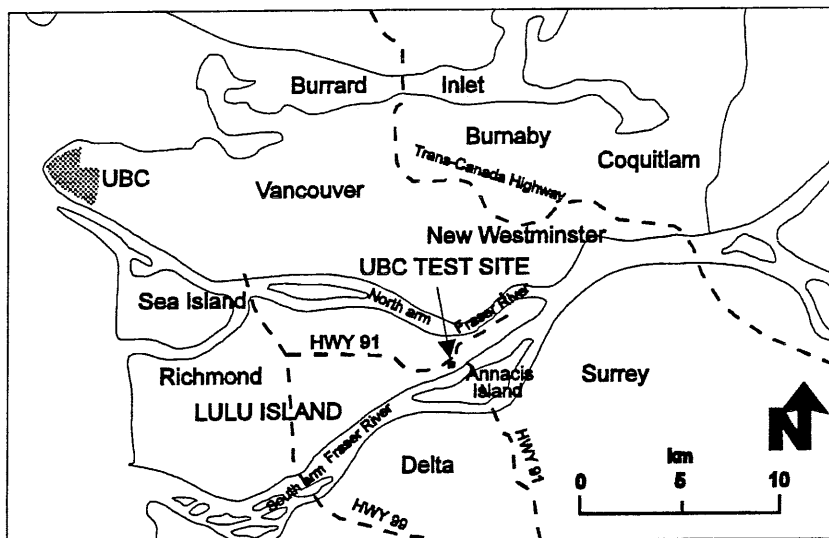 Burrard Inlet
Burnaby
Trans-Canada Highway
Coquitlam
UBC
Vancouver
New Westminster
UBC TEST SITE
Sea Island
North arm Fraser River
HWY 91
Richmond
Annacis
Island
Surrey
LULU ISLAND
South arm Fraser River
Delta
HWY 91
HWY 99
N
km
0 5 10